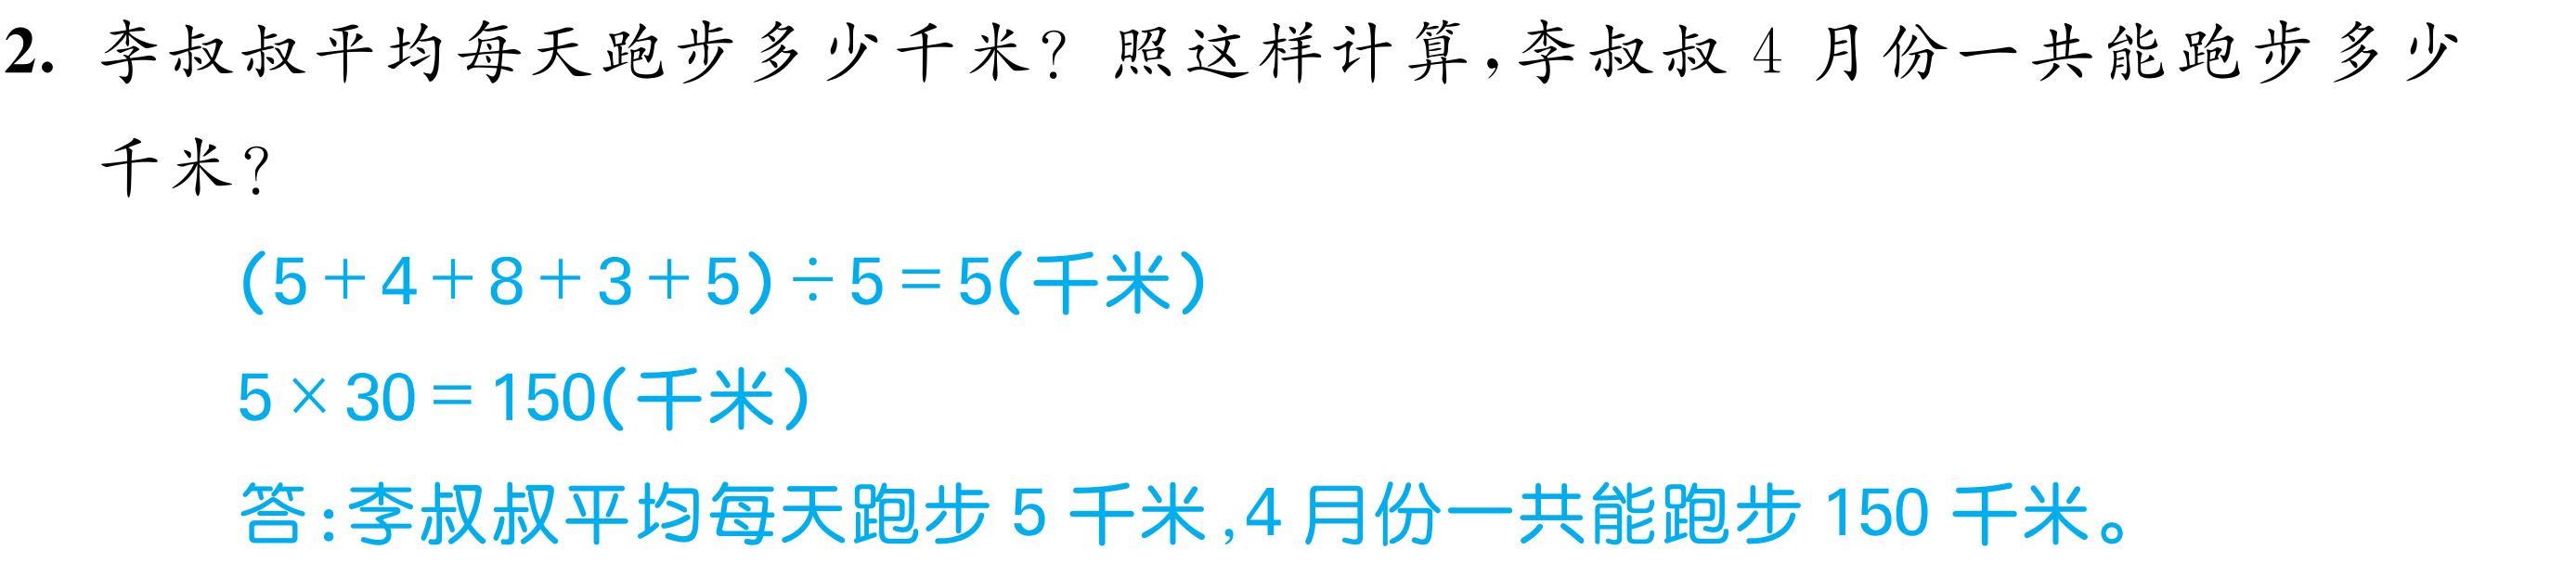 2. 李叔叔平均每天跑步多少千米？照这样计算,李叔叔 4 月份一共能跑步多少
千米？
(5＋4＋8＋3＋5)÷5＝5(千米)
5×30＝150(千米)
答:李叔叔平均每天跑步 5 千米,4 月份一共能跑步 150 千米。